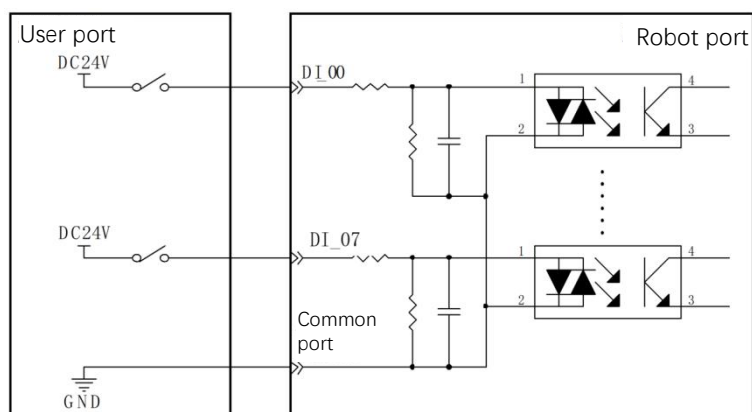 User port
Robot port
DC24V
DI_00
1
4
2
3
DC24V
DI_07
1
4
2
3
Common
port
GND